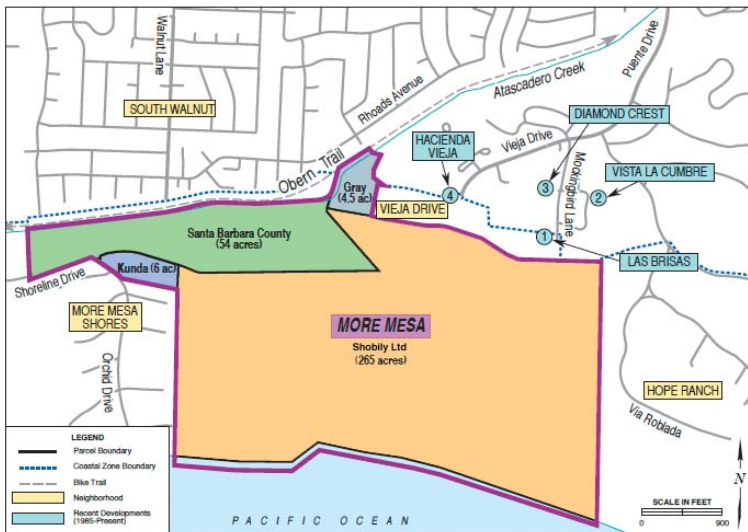 Walnut Lane
SOUTH WALNUT
Rhoads Avenue
Atascadero Creek
Puente Drive
DIAMOND CREST
HACIENDA
VIEJA
Vieja Drive
VISTA LA CUMBRE
Obern Trail
Mockingbird Lane
3
2
4
1
Gray
(4.5 ac)
VIEJA DRIVE
Santa Barbara County
(54 acres)
LAS BRISAS
Kunda (6 ac)
Shoreline Drive
MORE MESA
SHORES
MORE MESA
Shobily Ltd
(265 acres)
Orchid Drive
HOPE RANCH
Via Roblada
LEGEND
Parcel Boundary
Coastal Zone Boundary
Bike Trail
Neighborhood
Recent Developments
(1985-Present)
PACIFIC OCEAN
N
SCALE IN FEET
0 900